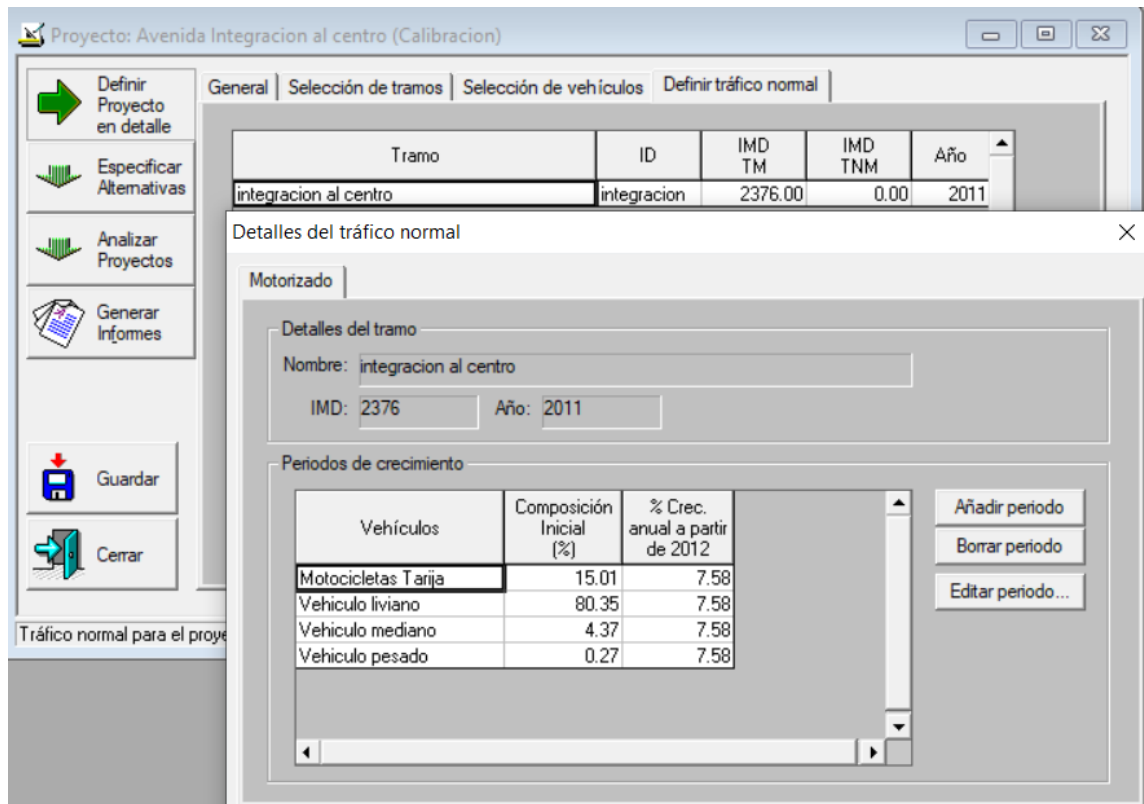 Proyecto: Avenida Integracion al centro (Calibracion)
Definir
Proyecto
en detalle
Especificar
Alternativas
Analizar
Proyectos
Generar
Informes
Guardar
Cerrar
General
Selección de tramos
Selección de vehículos
Definir tráfico normal
Tramo
ID
IMD
TM
IMD
TNM
Año
integracion al centro
integracion
2376.00
0.00
2011
Tráfico normal para el proye
Detalles del tráfico normal
Motorizado
Detalles del tramo
Nombre: integracion al centro
IMD: 2376 Año: 2011
Periodos de crecimiento
Vehículos
Composición
Inicial
(%)
% Crec.
anual a partir
de 2012
Motocicletas Tarija 15.01 7.58
Vehiculo liviano 80.35 7.58
Vehiculo mediano 4.37 7.58
Vehiculo pesado 0.27 7.58
Añadir periodo
Borrar periodo
Editar periodo...